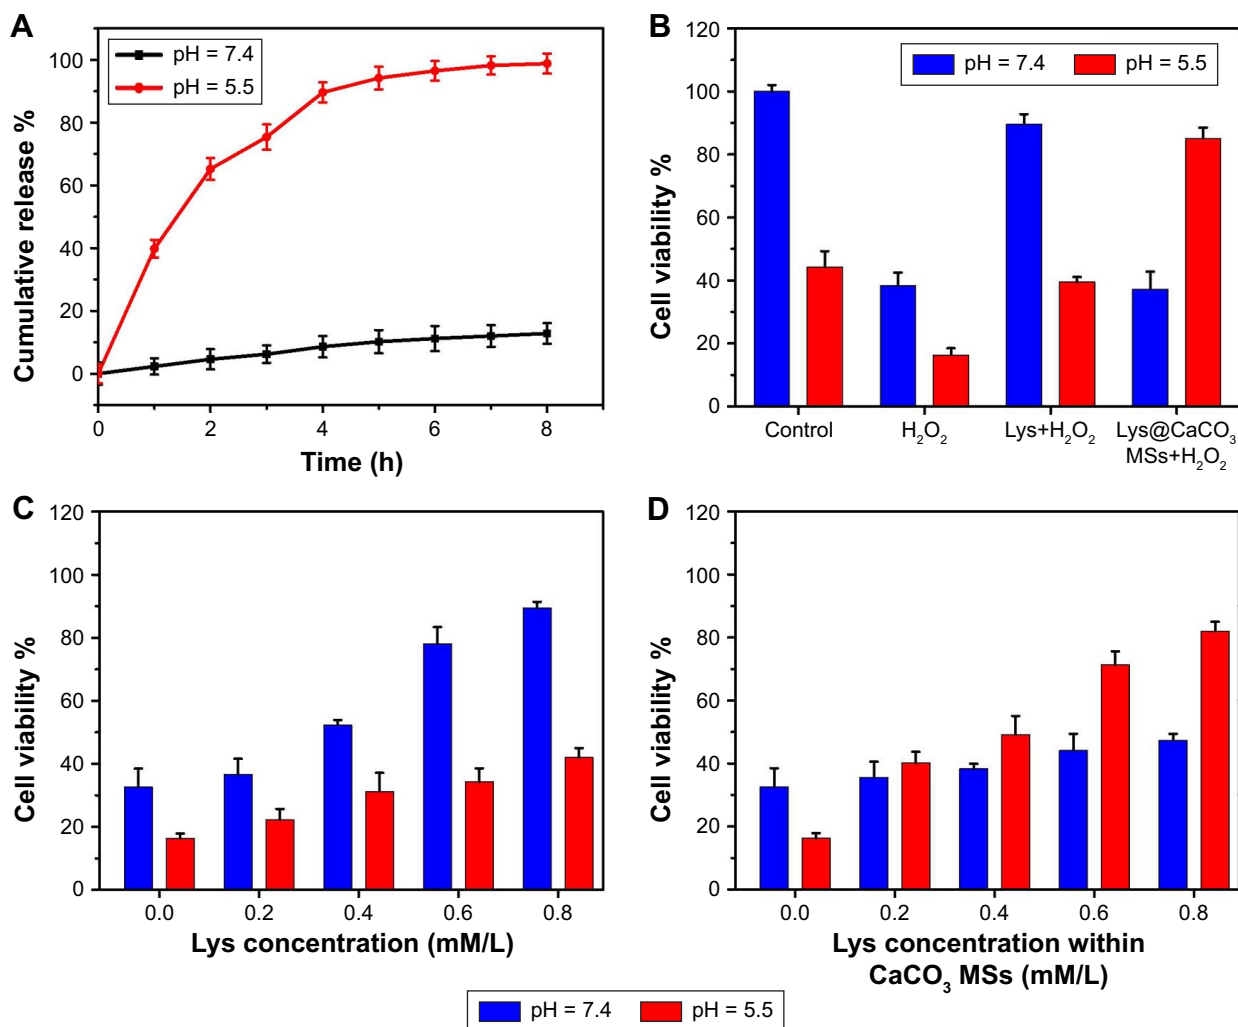 A
Cumulative release %
100
80
60
40
20
0
pH = 7.4
pH = 5.5
0
2
4
6
8
Time (h)
B
Cell viability %
120
100
80
60
40
20
0
pH = 7.4
pH = 5.5
Control
H₂O₂
Lys+H₂O₂
Lys@CaCO₃
MSs+H₂O₂
C
Cell viability %
120
100
80
60
40
20
0
0.0
0.2
0.4
0.6
0.8
Lys concentration (mM/L)
D
Cell viability %
120
100
80
60
40
20
0
0.0
0.2
0.4
0.6
0.8
Lys concentration within
CaCO₃ MSs (mM/L)
pH = 7.4
pH = 5.5